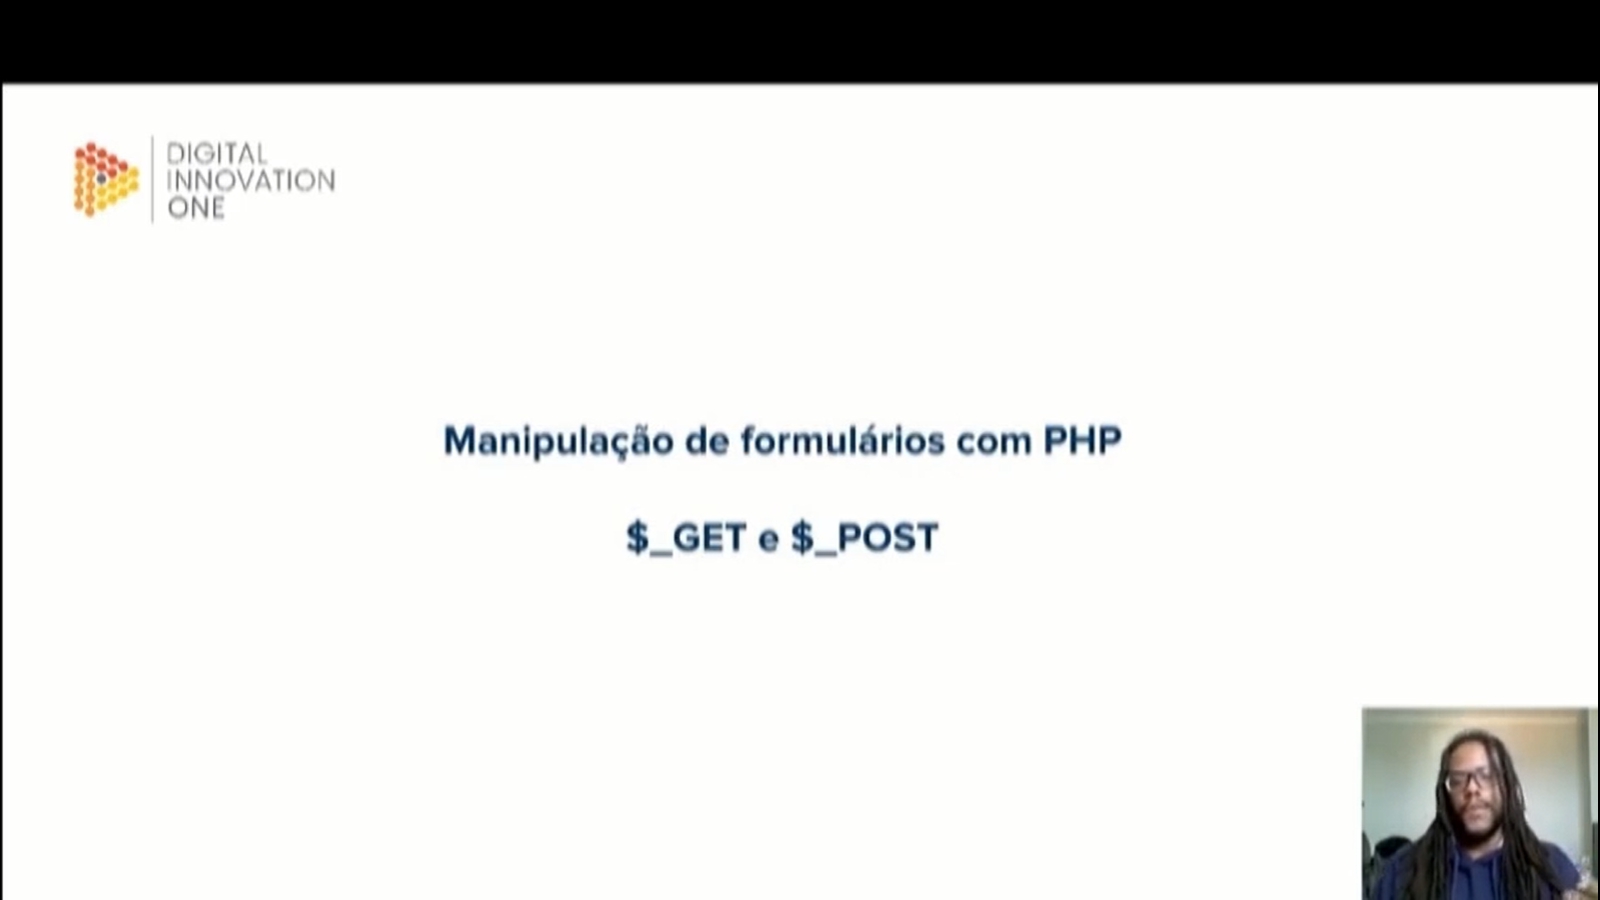 DIGITAL
INNOVATION
ONE
Manipulação de formulários com PHP
$_GET e $_POST